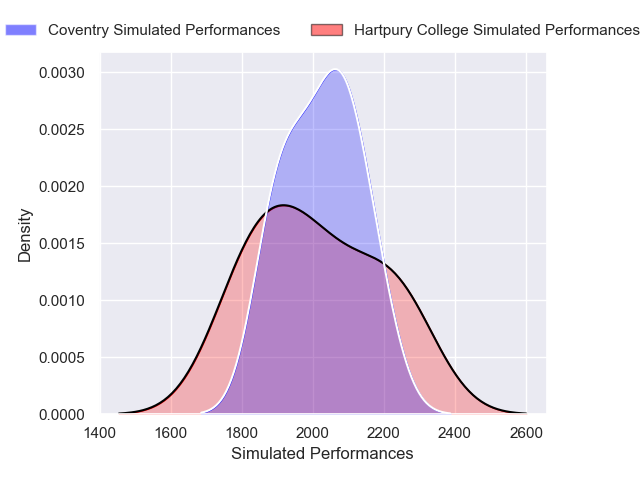 Coventry Simulated Performances
Hartpury College Simulated Performances
0.0030
0.0025
0.0020
0.0015
0.0010
0.0005
0.0000
Density
1400 1600 1800 2000 2200 2400 2600
Simulated Performances